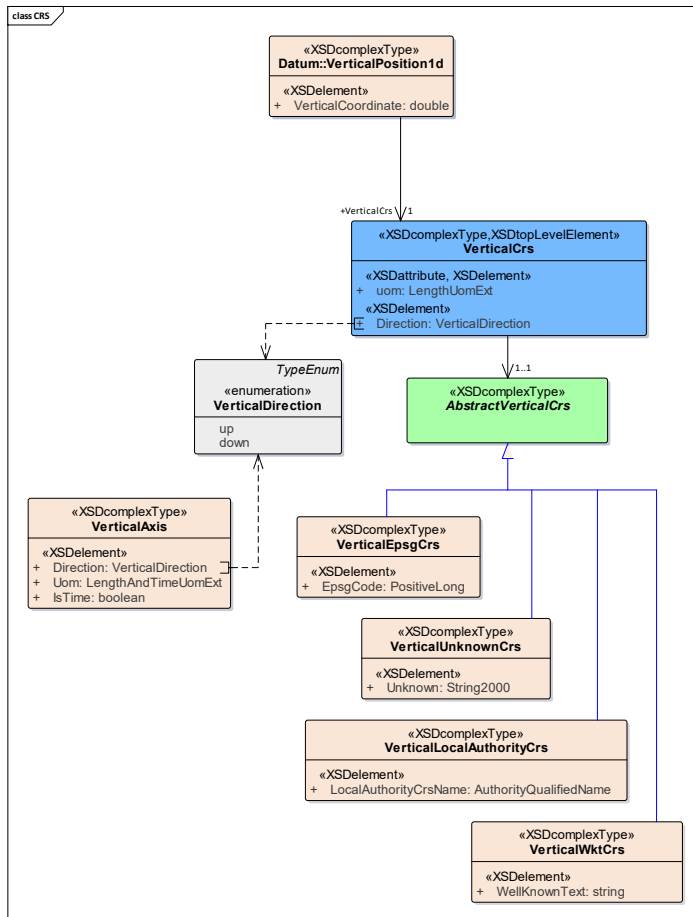 class CRS
«XSDcomplexType»
Datum::VerticalPosition1d
«XSDelement»
+ VerticalCoordinate: double
+VerticalCrs 1
«XSDcomplexType,XSDtopLevelElement»
VerticalCrs
«XSDattribute, XSDelement»
+ uom: LengthUomExt
«XSDelement»
+ Direction: VerticalDirection
1..1
TypeEnum
«enumeration»
VerticalDirection
up
down
«XSDcomplexType»
AbstractVerticalCrs
«XSDcomplexType»
VerticalAxis
«XSDelement»
+ Direction: VerticalDirection
+ Uom: LengthAndTimeUomExt
+ IsTime: boolean
«XSDcomplexType»
VerticalEpsgCrs
«XSDelement»
+ EpsgCode: PositiveLong
«XSDcomplexType»
VerticalUnknownCrs
«XSDelement»
+ Unknown: String2000
«XSDcomplexType»
VerticalLocalAuthorityCrs
«XSDelement»
+ LocalAuthorityCrsName: AuthorityQualifiedName
«XSDcomplexType»
VerticalWktCrs
«XSDelement»
+ WellKnownText: string